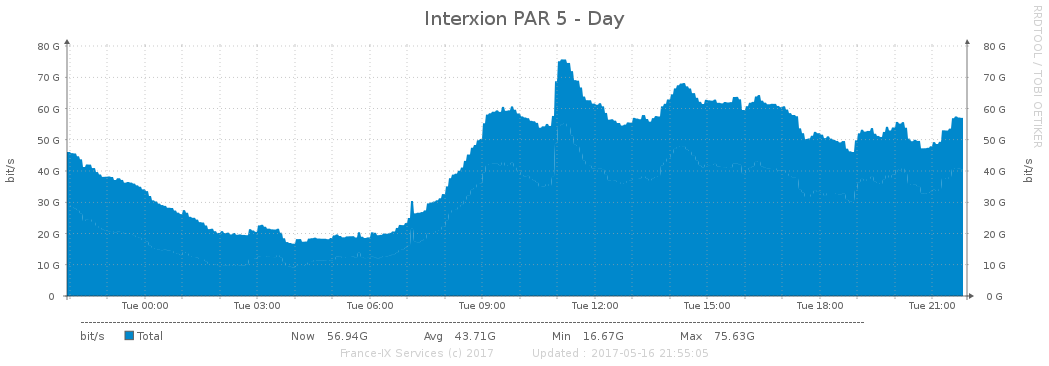 Interxion PAR 5 - Day
RRDTOOL / TOBI OETIKER
80 G 80 G
70 G 70 G
60 G 60 G
50 G 50 G
40 G 40 G
30 G 30 G
20 G 20 G
10 G 10 G
0 0 G
bit/s
bit/s
Tue 00:00 Tue 03:00 Tue 06:00 Tue 09:00 Tue 12:00 Tue 15:00 Tue 18:00 Tue 21:00
bit/s Total Now 56.94G Avg 43.71G Min 16.67G Max 75.63G
France-IX Services (c) 2017 Updated : 2017-05-16 21:55:05